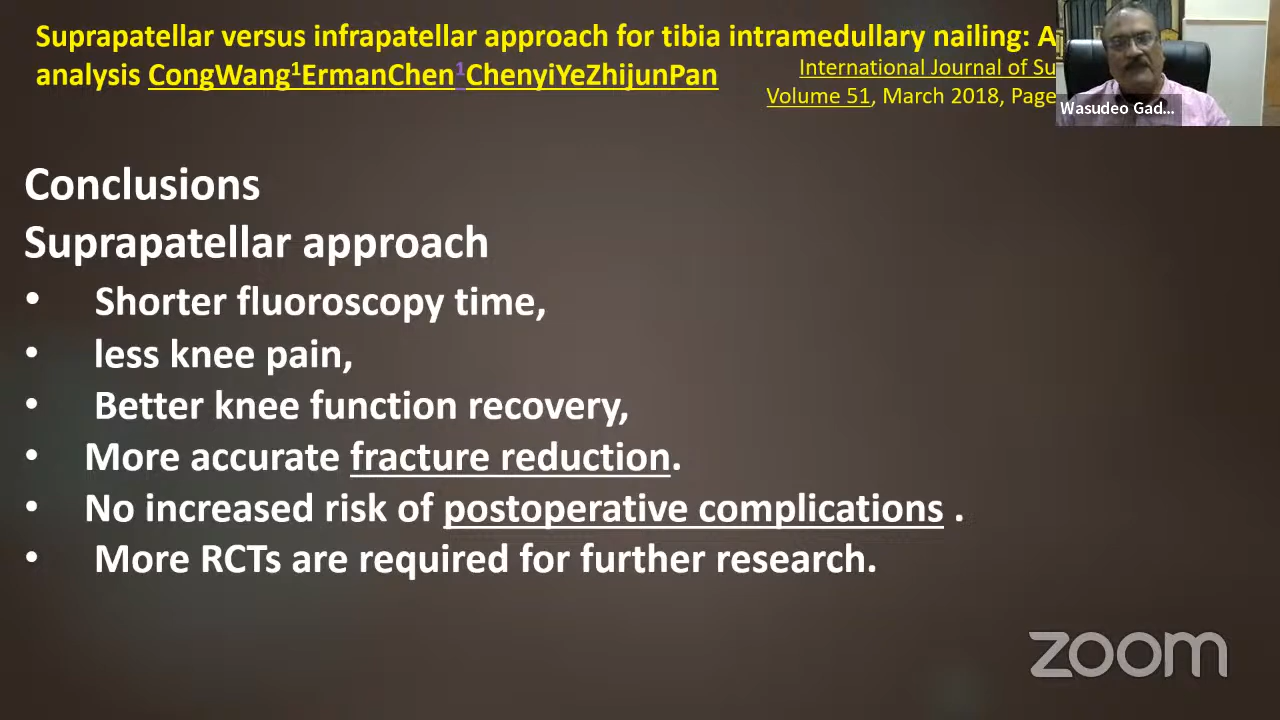 Suprapatellar versus infrapatellar approach for tibia intramedullary nailing: A
analysis CongWang¹ErmanChen¹ChenyiYeZhijunPan
International Journal of Su
Volume 51, March 2018, Page
Wasudeo Gad...
Conclusions
Suprapatellar approach
• Shorter fluoroscopy time,
• less knee pain,
• Better knee function recovery,
• More accurate fracture reduction.
• No increased risk of postoperative complications .
• More RCTs are required for further research.
zoom